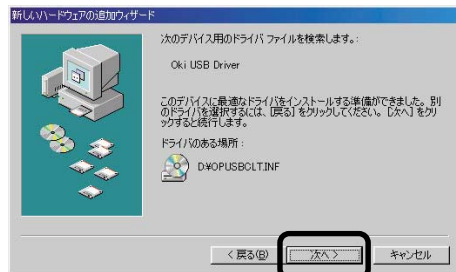 新しいハードウェアの追加ウィザード
次のデバイス用のドライバ ファイルを検索します。:
Oki USB Driver
このデバイスに最適なドライバをインストールする準備ができました。別
のドライバを選択するには、[戻る] をクリックしてください。[次へ] をクリ
ックすると続行します。
ドライバのある場所:
D:¥OPUSBCLT.INF
< 戻る(B)
次へ >
キャンセル